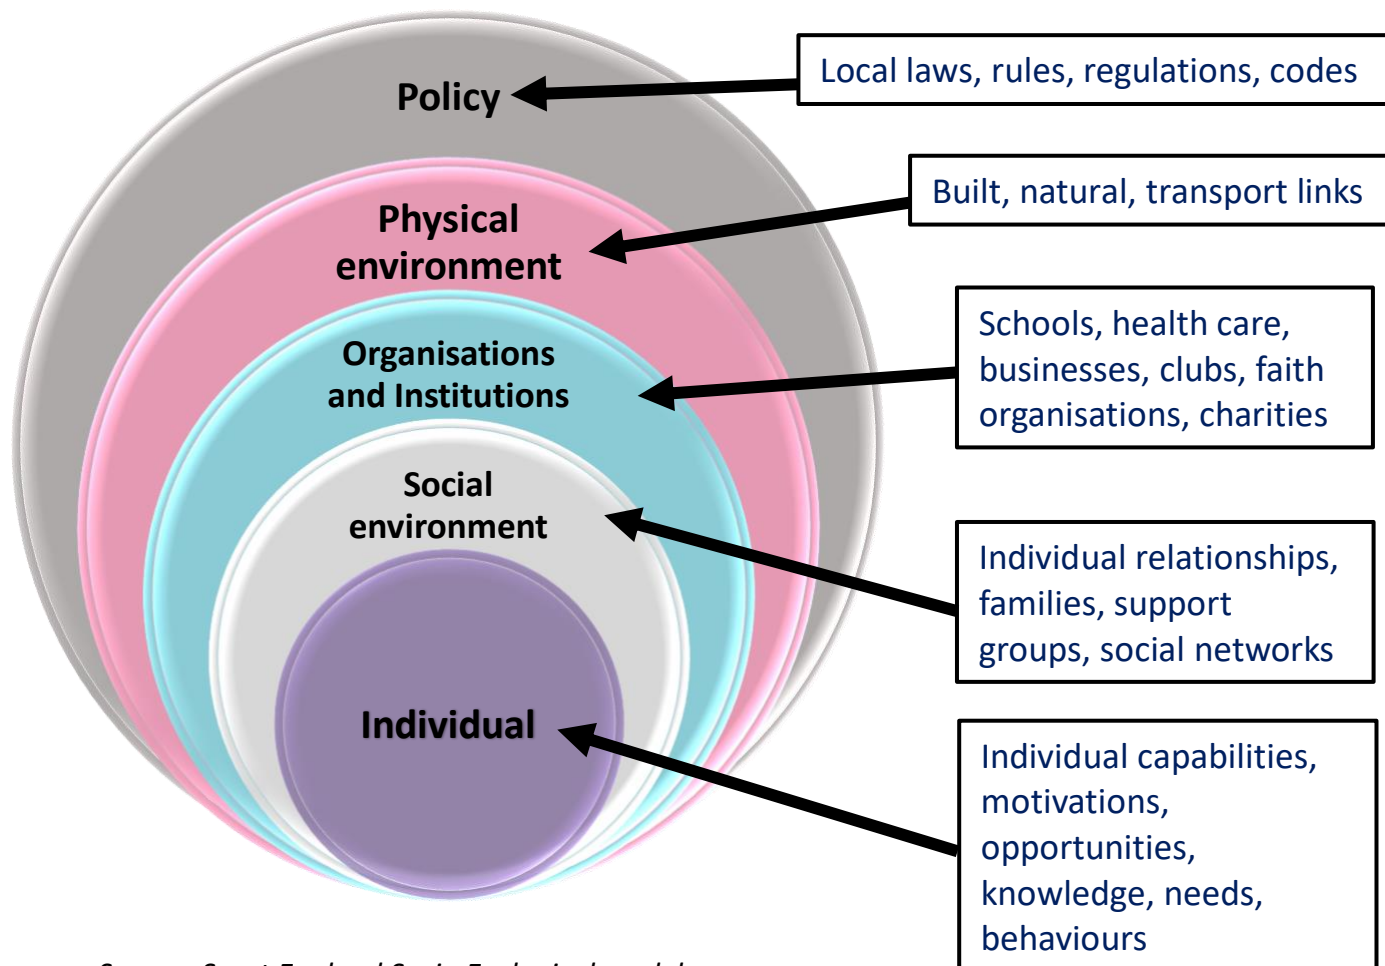 Policy
Local laws, rules, regulations, codes
Physical
environment
Built, natural, transport links
Organisations
and Institutions
Schools, health care,
businesses, clubs, faith
organisations, charities
Social
environment
Individual relationships,
families, support
groups, social networks
Individual
Individual capabilities,
motivations,
opportunities,
knowledge, needs,
behaviours